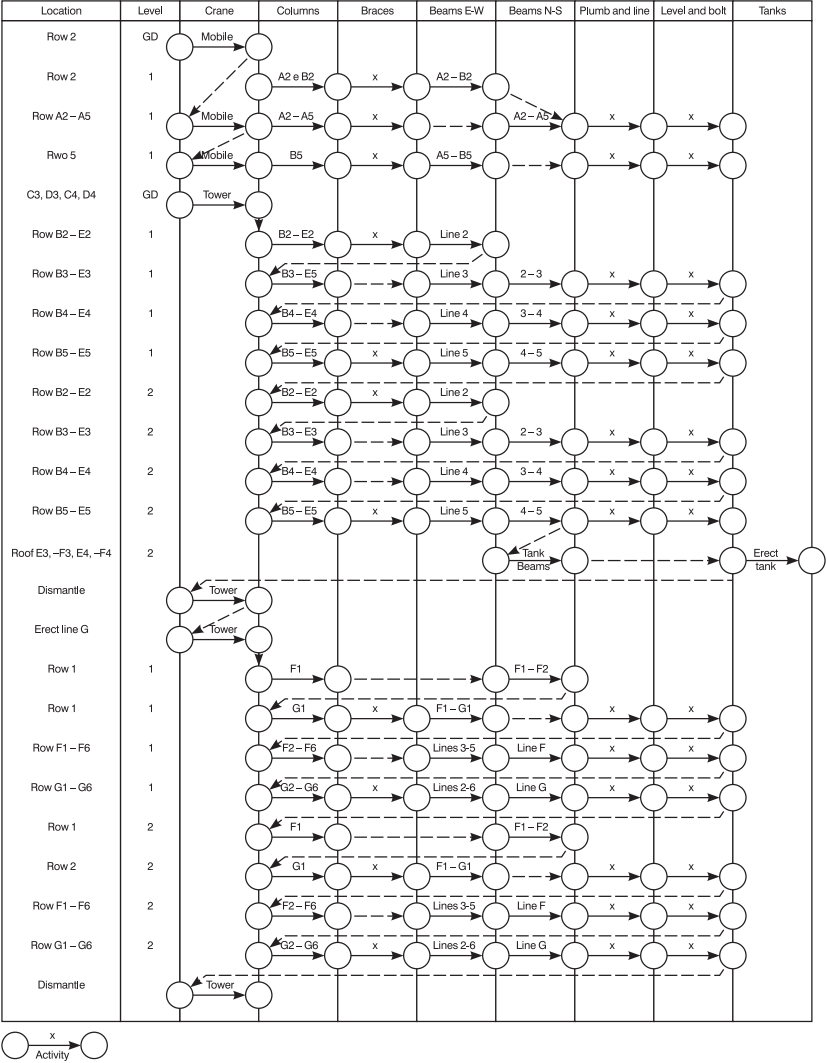 Location Level Crane Columns Braces Beams E-W Beams N-S Plumb and line Level and bolt Tanks
Row 2 GD Mobile
Row 2 1 A2 e B2 x A2 – B2
Row A2 – A5 1 Mobile A2 – A5 x A2 – A5 x x
Rwo 5 1 Mobile B5 x A5 – B5 x x
C3, D3, C4, D4 GD Tower
Row B2 – E2 1 B2 – E2 x Line 2
Row B3 – E3 1 B3 – E5 Line 3 2 – 3 x x
Row B4 – E4 1 B4 – E4 Line 4 3 – 4 x x
Row B5 – E5 1 B5 – E5 x Line 5 4 – 5 x x
Row B2 – E2 2 B2 – E2 x Line 2
Row B3 – E3 2 B3 – E3 Line 3 2 – 3 x x
Row B4 – E4 2 B4 – E4 Line 4 3 – 4 x x
Row B5 – E5 2 B5 – E5 x Line 5 4 – 5 x x
Roof E3, –F3, E4, –F4 2 Tank Beams Erect tank
Dismantle Tower
Erect line G Tower
Row 1 1 F1 F1 – F2
Row 1 1 G1 x F1 – G1 x x
Row F1 – F6 1 F2 – F6 Lines 3-5 Line F x x
Row G1 – G6 1 G2 – G6 x Lines 2-6 Line G x x
Row 1 2 F1 F1 – F2
Row 2 2 G1 x F1 – G1 x x
Row F1 – F6 2 F2 – F6 Lines 3-5 Line F x x
Row G1 – G6 2 G2 – G6 x Lines 2-6 Line G x x
Dismantle Tower
x
Activity